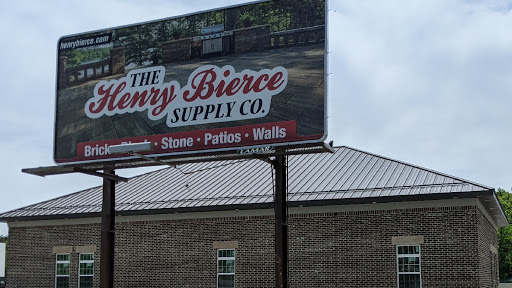 henrybierce.com
THE
Henry Bierce
SUPPLY CO.
Brick • Stone • Patios • Walls
LAMAR